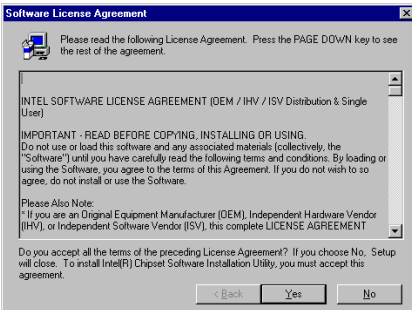 Software License Agreement
Please read the following License Agreement. Press the PAGE DOWN key to see
the rest of the agreement.
INTEL SOFTWARE LICENSE AGREEMENT (OEM / IHV / ISV Distribution & Single
User)
IMPORTANT - READ BEFORE COPYING, INSTALLING OR USING.
Do not use or load this software and any associated materials (collectively, the
"Software") until you have carefully read the following terms and conditions. By loading or
using the Software, you agree to the terms of this Agreement. If you do not wish to so
agree, do not install or use the Software.
Please Also Note:
* If you are an Original Equipment Manufacturer (OEM), Independent Hardware Vendor
(IHV), or Independent Software Vendor (ISV), this complete LICENSE AGREEMENT
Do you accept all the terms of the preceding License Agreement? If you choose No, Setup
will close. To install Intel(R) Chipset Software Installation Utility, you must accept this
agreement.
< Back Yes No